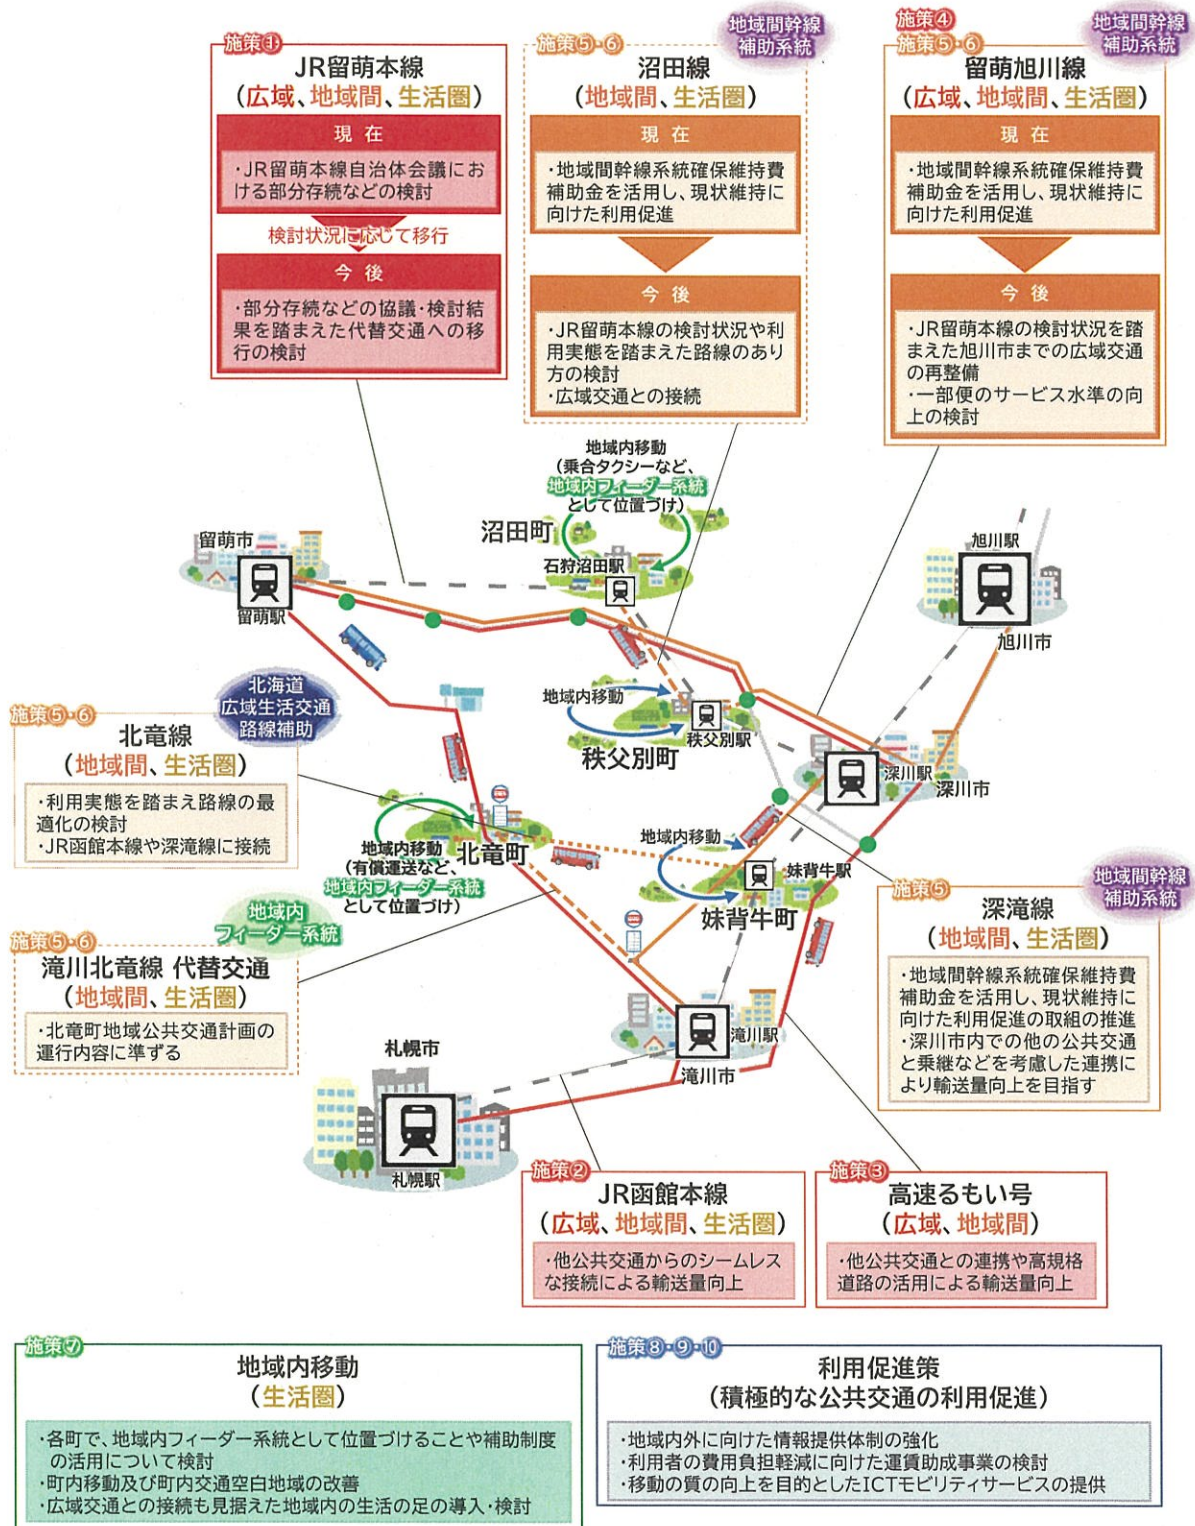 施策①
JR留萌本線
(広域、地域間、生活圏)
現 在
・JR留萌本線自治体会議にお
ける部分存続などの検討
検討状況に応じて移行
今 後
・部分存続などの協議・検討結
果を踏まえた代替交通への移
行の検討
施策⑤・⑥
地域間幹線
補助系統
沼田線
(地域間、生活圏)
現 在
・地域間幹線系統確保維持費
補助金を活用し、現状維持に
向けた利用促進
今 後
・JR留萌本線の検討状況や利
用実態を踏まえた路線のあり
方の検討
・広域交通との接続
施策④
施策⑤・⑥
地域間幹線
補助系統
留萌旭川線
(広域、地域間、生活圏)
現 在
・地域間幹線系統確保維持費
補助金を活用し、現状維持に
向けた利用促進
今 後
・JR留萌本線の検討状況を踏
まえた旭川市までの広域交通
の再整備
・一部便のサービス水準の向
上の検討
地域内移動
(乗合タクシーなど、
地域内フィーダー系統
として位置づけ)
沼田町
石狩沼田駅
留萌市
留萌駅
旭川駅
旭川市
地域内移動
秩父別駅
秩父別町
深川駅
深川市
北海道
広域生活交通
路線補助
施策⑤・⑥
北竜線
(地域間、生活圏)
・利用実態を踏まえ路線の最
適化の検討
・JR函館本線や深滝線に接続
北竜町
地域内移動
(有償運送など、
地域内フィーダー系統
として位置づけ)
地域内移動
妹背牛駅
妹背牛町
地域内
フィーダー系統
施策⑤・⑥
滝川北竜線 代替交通
(地域間、生活圏)
・北竜町地域公共交通計画の
運行内容に準ずる
施策⑤
地域間幹線
補助系統
深滝線
(地域間、生活圏)
・地域間幹線系統確保維持費
補助金を活用し、現状維持に
向けた利用促進の取組の推進
・深川市内での他の公共交通
と乗継などを考慮した連携に
より輸送量向上を目指す
滝川駅
滝川市
札幌市
札幌駅
施策②
JR函館本線
(広域、地域間、生活圏)
・他公共交通からのシームレス
な接続による輸送量向上
施策③
高速るもい号
(広域、地域間)
・他公共交通との連携や高規格
道路の活用による輸送量向上
施策⑦
地域内移動
(生活圏)
・各町で、地域内フィーダー系統として位置づけることや補助制度
の活用について検討
・町内移動及び町内交通空白地域の改善
・広域交通との接続も見据えた地域内の生活の足の導入・検討
施策⑧・⑨・⑩
利用促進策
(積極的な公共交通の利用促進)
・地域内外に向けた情報提供体制の強化
・利用者の費用負担軽減に向けた運賃助成事業の検討
・移動の質の向上を目的としたICTモビリティサービスの提供